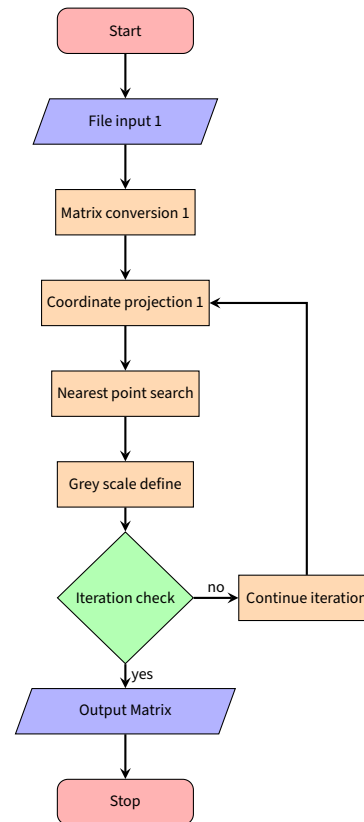 Start
File input 1
Matrix conversion 1
Coordinate projection 1
Nearest point search
Grey scale define
Iteration check
no
Continue iteration
yes
Output Matrix
Stop